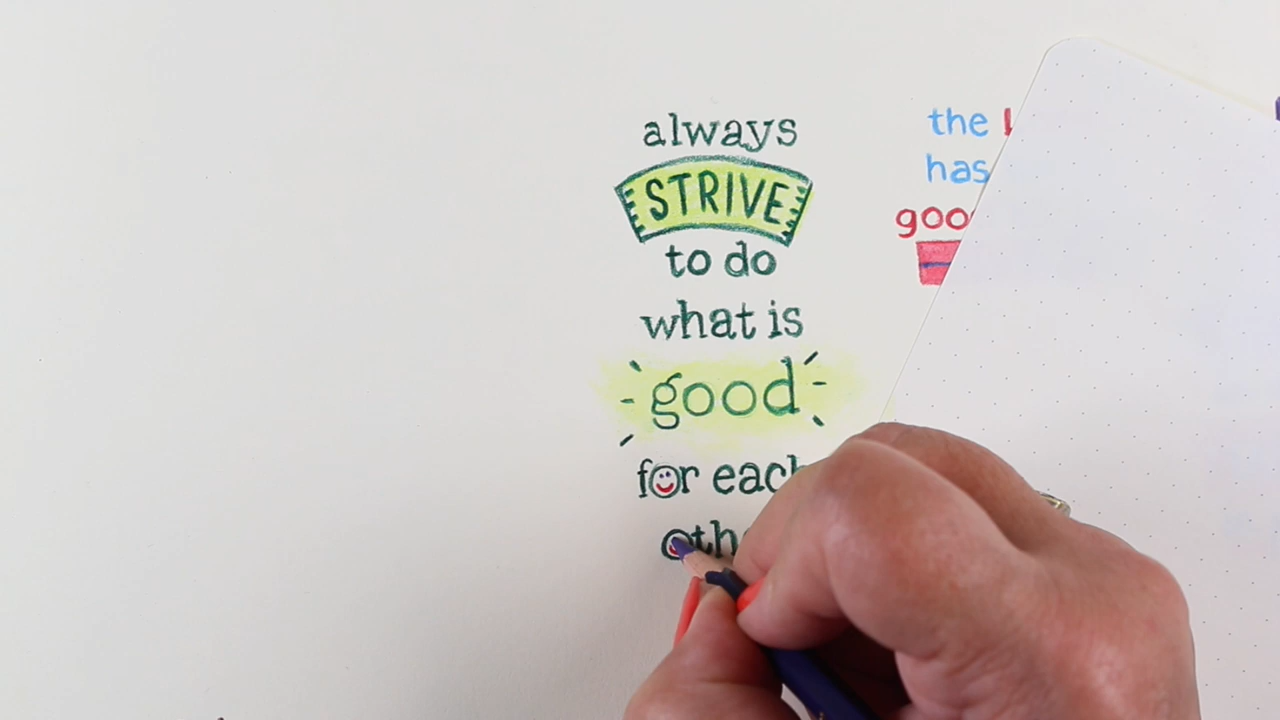 always
STRIVE
to do
what is
good
for each
the
has